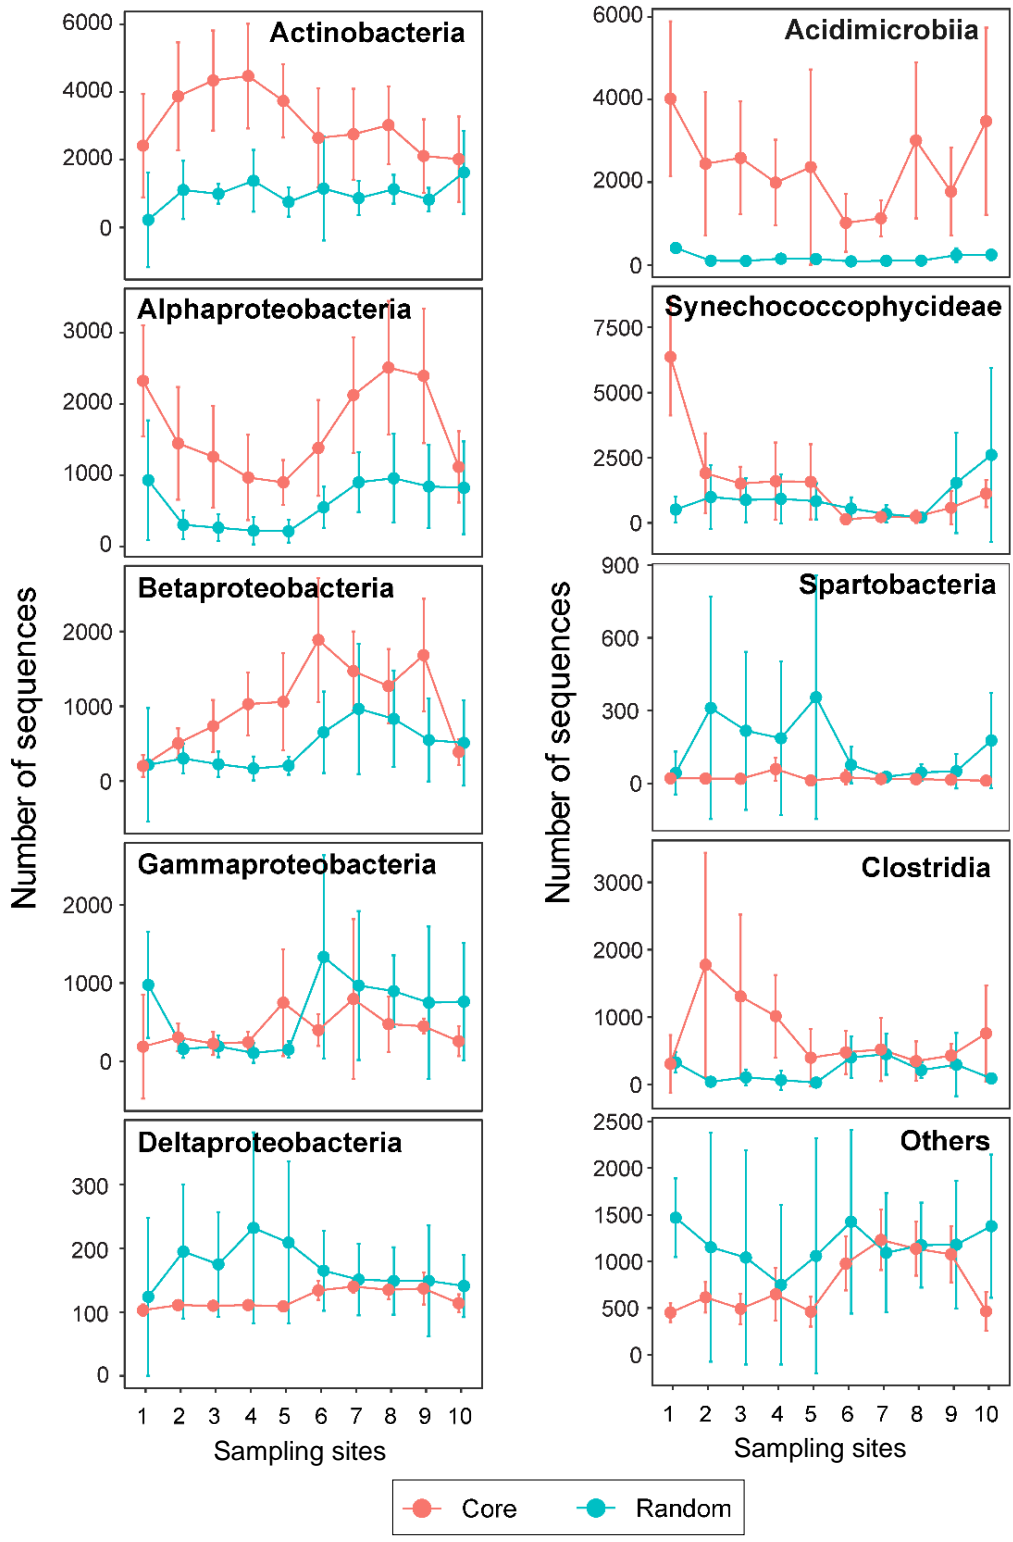 Actinobacteria
6000
4000
2000
0
Acidimicrobiia
6000
4000
2000
0
Alphaproteobacteria
3000
2000
1000
0
Synechococcophycideae
7500
5000
2500
0
Betaproteobacteria
2000
1000
0
Spartobacteria
900
600
300
0
Number of sequences
Number of sequences
Gammaproteobacteria
2000
1000
0
Clostridia
3000
2000
1000
0
Deltaproteobacteria
300
200
100
0
Others
2500
2000
1500
1000
500
0
1 2 3 4 5 6 7 8 9 10
Sampling sites
1 2 3 4 5 6 7 8 9 10
Sampling sites
Core Random